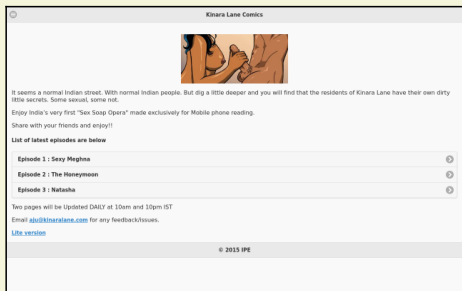 Kinara Lane Comics
It seems a normal Indian street. With normal Indian people. But dig a little deeper and you will find that the residents of Kinara Lane have their own dirty
little secrets. Some sexual, some not.
Enjoy India's very first "Sex Soap Opera" made exclusively for Mobile phone reading.
Share with your friends and enjoy!!
List of latest episodes are below
Episode 1 : Sexy Meghna
Episode 2 : The Honeymoon
Episode 3 : Natasha
Two pages will be Updated DAILY at 10am and 10pm IST
Email aju@kinaralane.com for any feedback/issues.
Lite version
© 2015 IPE